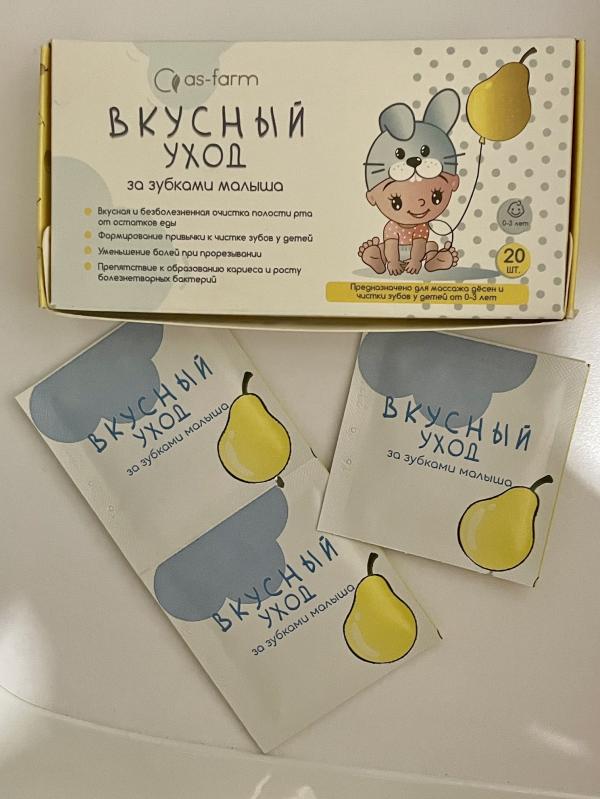 as-farm
ВКУСНЫЙ
УХОД
за зубками малыша
Вкусная и безболезненная очистка полости рта
от остатков еды
Формирование привычки к чистке зубов у детей
Уменьшение болей при прорезывании
Препятствие к образованию кариеса и росту
болезнетворных бактерий
0-3 лет
20
шт.
Предназначено для массажа дёсен и
чистки зубов у детей от 0-3 лет
ВКУСНЫЙ
УХОД
за зубками малыша
ВКУСНЫЙ
УХОД
за зубками малыша
ВКУСНЫЙ
УХОД
за зубками малыша